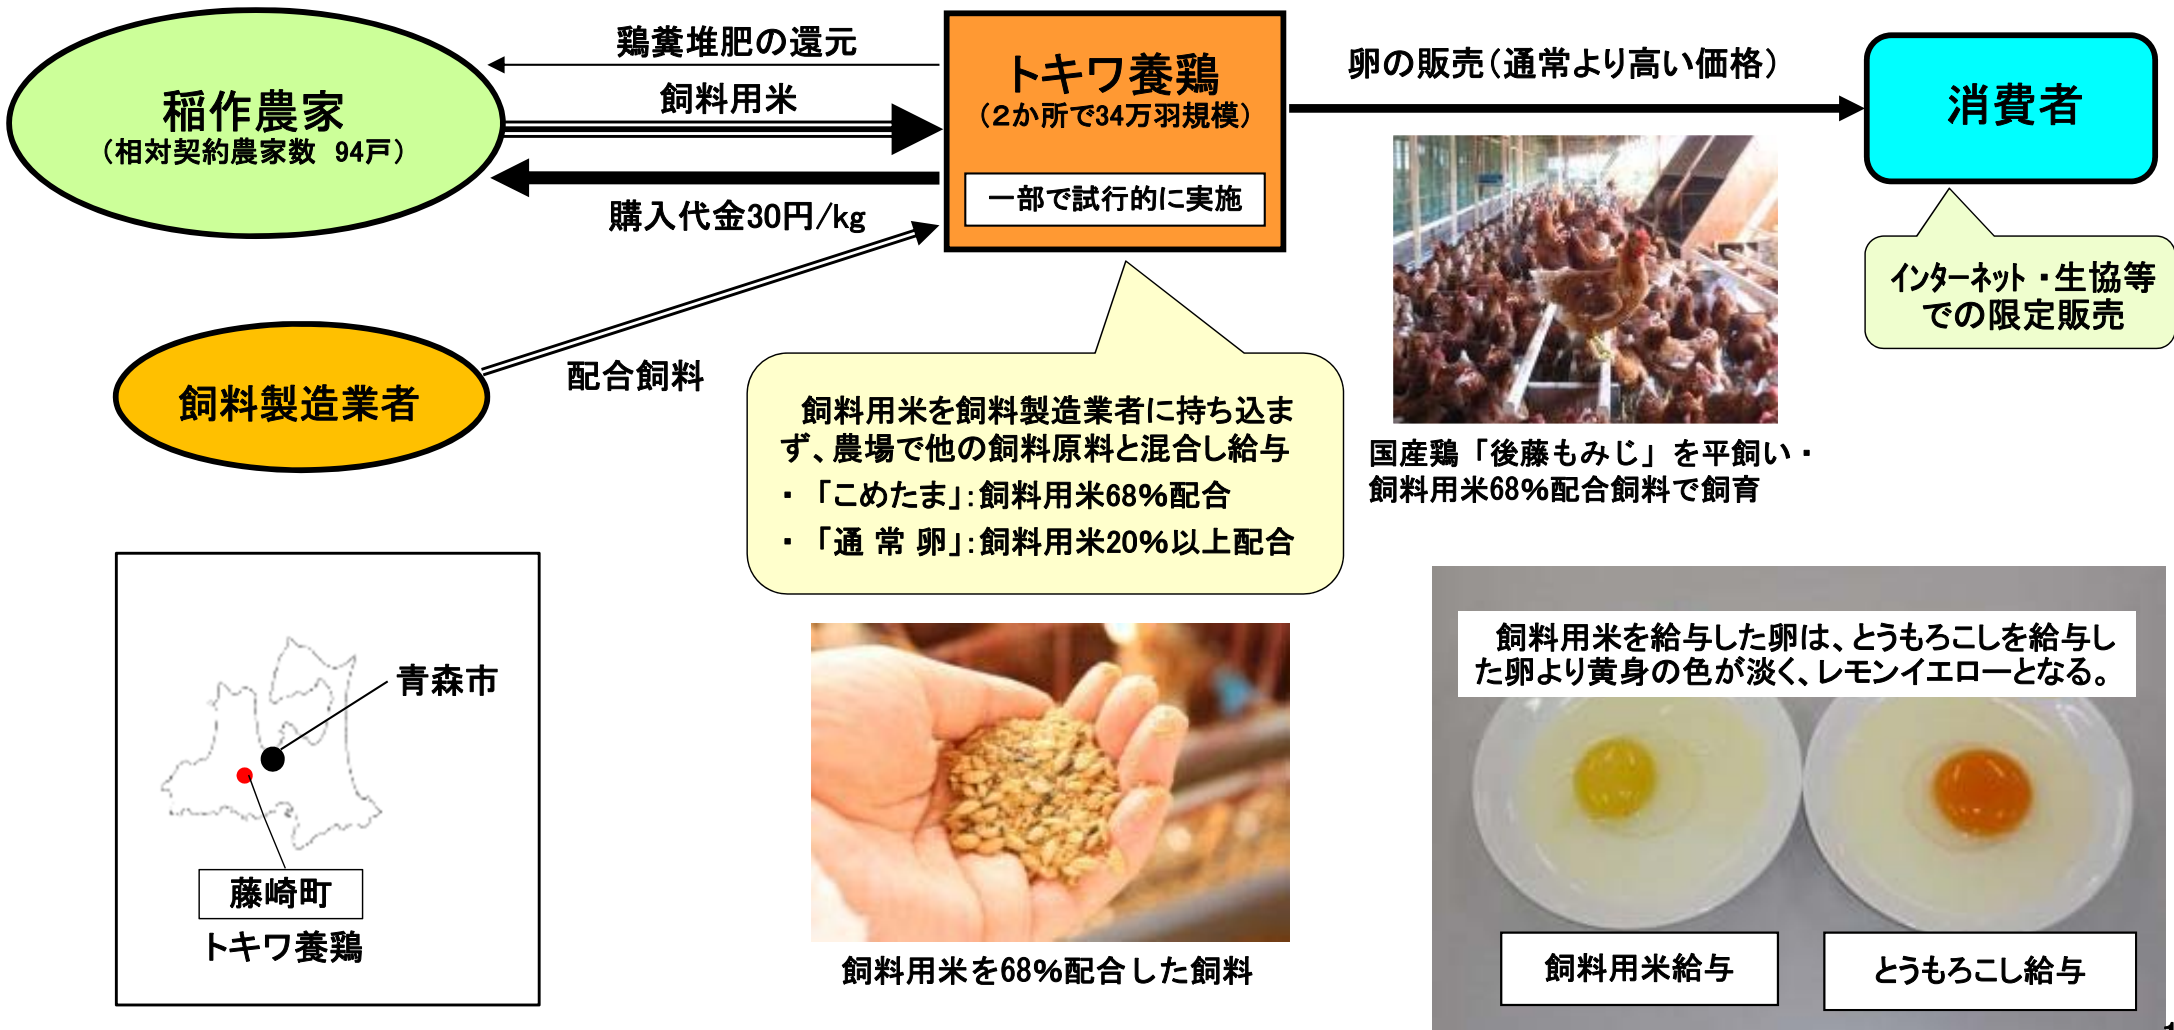 鶏糞堆肥の還元
飼料用米
購入代金30円/kg
稲作農家
（相対契約農家数 94戸）
トキワ養鶏
（２か所で34万羽規模）
一部で試行的に実施
卵の販売（通常より高い価格）
消費者
インターネット・生協等
での限定販売
飼料製造業者
配合飼料
飼料用米を飼料製造業者に持ち込ま
ず、農場で他の飼料原料と混合し給与
・「こめたま」：飼料用米68%配合
・「通 常 卵」：飼料用米20%以上配合
国産鶏「後藤もみじ」を平飼い・
飼料用米68%配合飼料で飼育
青森市
藤崎町
トキワ養鶏
飼料用米を68%配合した飼料
飼料用米を給与した卵は、とうもろこしを給与し
た卵より黄身の色が淡く、レモンイエローとなる。
飼料用米給与
とうもろこし給与